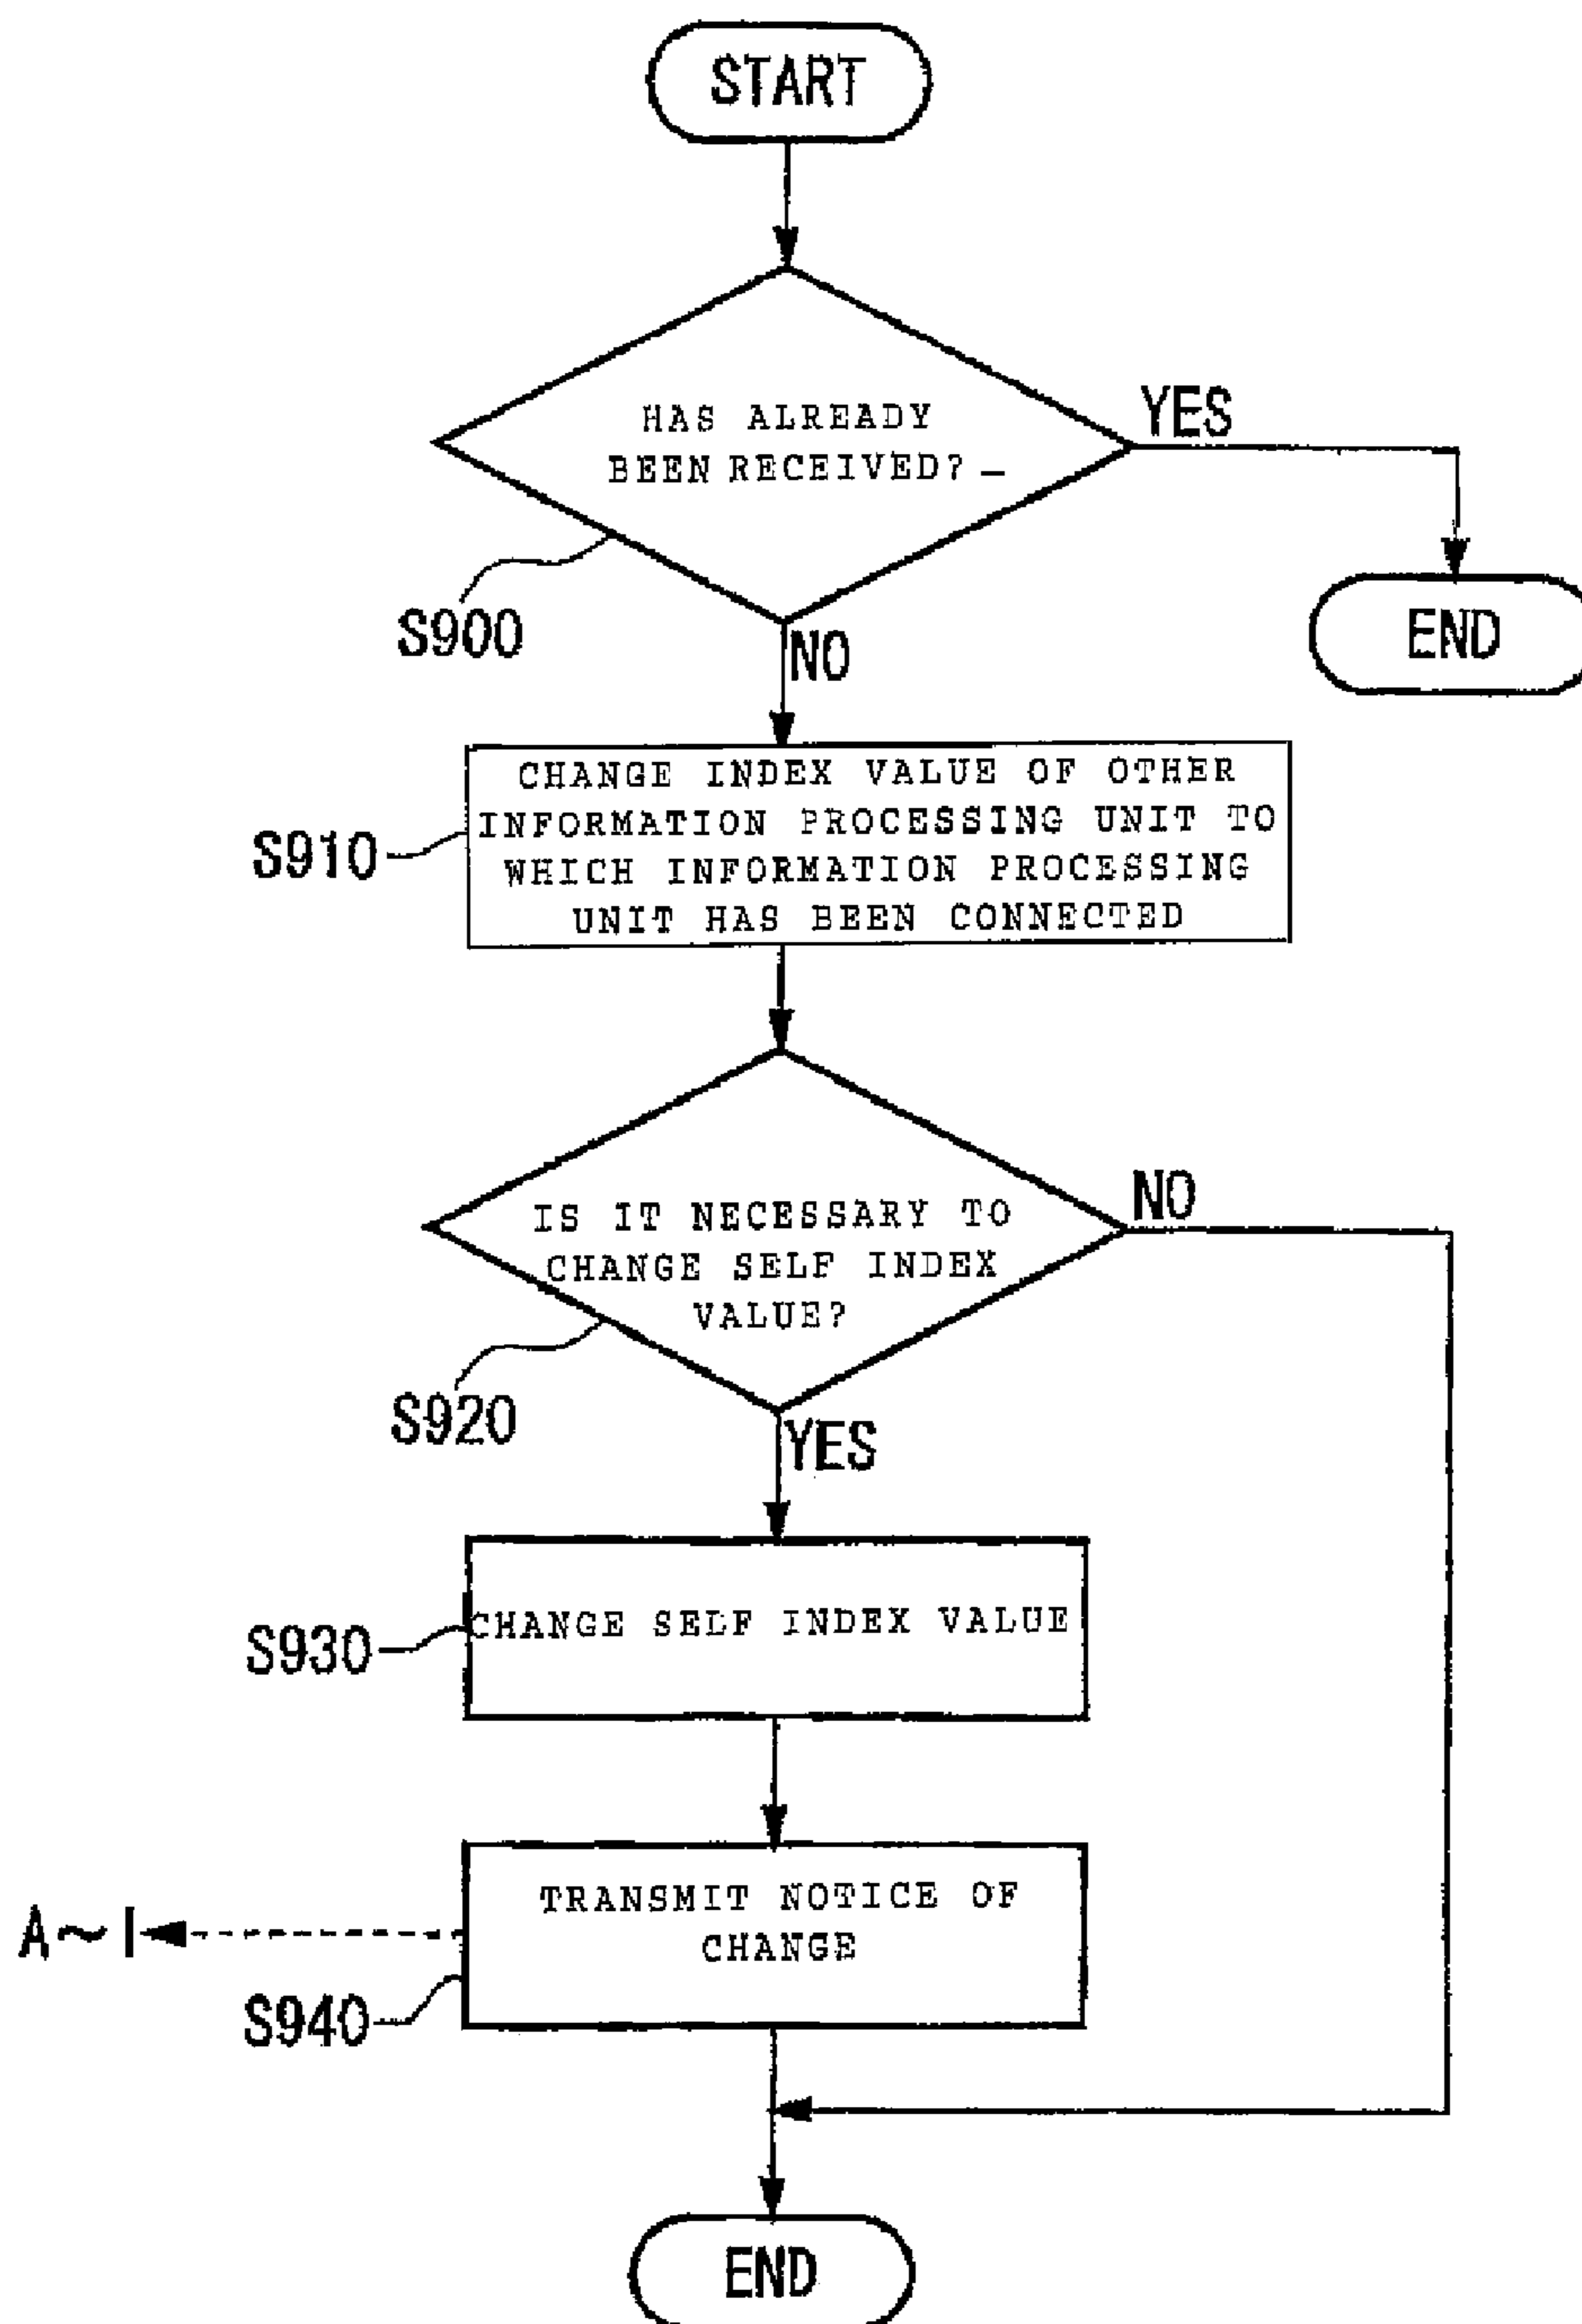 START
HAS ALREADY
BEEN RECEIVED? –
YES
S900
END
NO
CHANGE INDEX VALUE OF OTHER
INFORMATION PROCESSING UNIT TO
WHICH INFORMATION PROCESSING
UNIT HAS BEEN CONNECTED
S910
IS IT NECESSARY TO
CHANGE SELF INDEX
VALUE?
NO
S920
YES
CHANGE SELF INDEX VALUE
S930
TRANSMIT NOTICE OF
CHANGE
A~I
S940
END